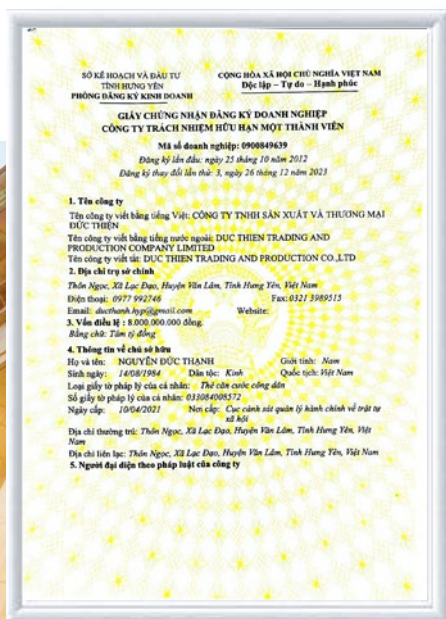 SỞ KẾ HOẠCH VÀ ĐẦU TƯ
TỈNH HƯNG YÊN
PHÒNG ĐĂNG KÝ KINH DOANH
CỘNG HÒA XÃ HỘI CHỦ NGHĨA VIỆT NAM
Độc lập – Tự do – Hạnh phúc
GIẤY CHỨNG NHẬN ĐĂNG KÝ DOANH NGHIỆP
CÔNG TY TRÁCH NHIỆM HỮU HẠN MỘT THÀNH VIÊN
Mã số doanh nghiệp: 0900849639
Đăng ký lần đầu: ngày 25 tháng 10 năm 2012
Đăng ký thay đổi lần thứ: 3, ngày 26 tháng 12 năm 2023
1. Tên công ty
Tên công ty viết bằng tiếng Việt: CÔNG TY TNHH SẢN XUẤT VÀ THƯƠNG MẠI
ĐỨC THIỆN
Tên công ty viết bằng tiếng nước ngoài: DUC THIEN TRADING AND
PRODUCTION COMPANY LIMITED
Tên công ty viết tắt: DUC THIEN TRADING AND PRODUCTION CO.,LTD
2. Địa chỉ trụ sở chính
Thôn Ngọc, Xã Lạc Đạo, Huyện Văn Lâm, Tỉnh Hưng Yên, Việt Nam
Điện thoại: 0977 992746 Fax: 0321 3989515
Email: ducthanh.hyp@gmail.com Website:
3. Vốn điều lệ : 8.000.000.000 đồng.
Bằng chữ: Tám tỷ đồng
4. Thông tin về chủ sở hữu
Họ và tên: NGUYỄN ĐỨC THẠNH Giới tính: Nam
Sinh ngày: 14/08/1984 Dân tộc: Kinh Quốc tịch: Việt Nam
Loại giấy tờ pháp lý của cá nhân: Thẻ căn cước công dân
Số giấy tờ pháp lý của cá nhân: 033084008572
Ngày cấp: 10/04/2021 Nơi cấp: Cục cảnh sát quản lý hành chính về trật tự
xã hội
Địa chỉ thường trú: Thôn Ngọc, Xã Lạc Đạo, Huyện Văn Lâm, Tỉnh Hưng Yên, Việt
Nam
Địa chỉ liên lạc: Thôn Ngọc, Xã Lạc Đạo, Huyện Văn Lâm, Tỉnh Hưng Yên, Việt Nam
5. Người đại diện theo pháp luật của công ty